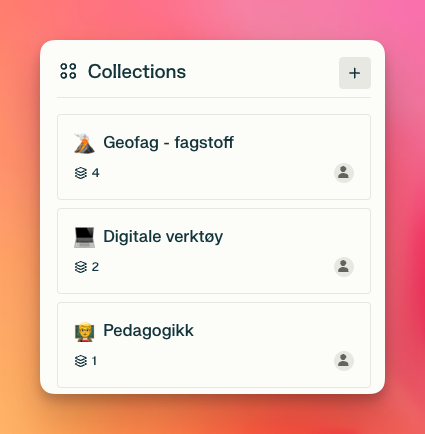 Collections
+
Geofag - fagstoff
4
Digitale verktøy
2
Pedagogikk
1